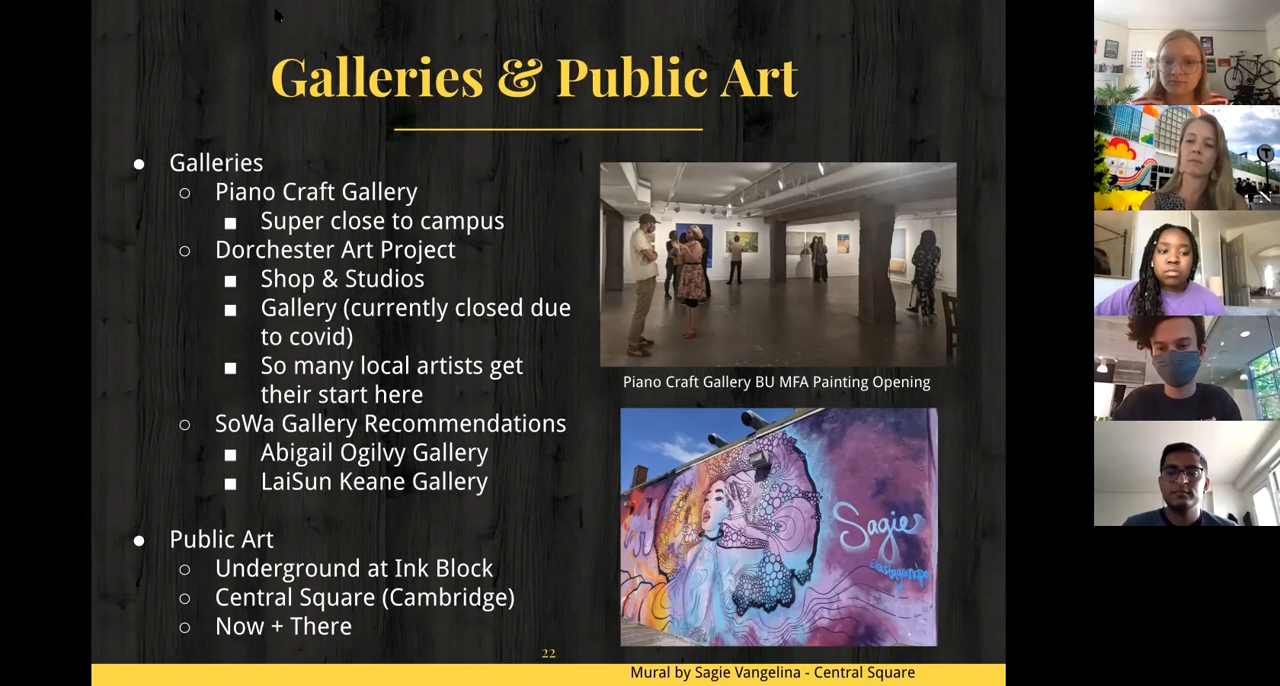 Galleries & Public Art
● Galleries
○ Piano Craft Gallery
■ Super close to campus
○ Dorchester Art Project
■ Shop & Studios
■ Gallery (currently closed due
to covid)
■ So many local artists get
their start here
○ SoWa Gallery Recommendations
■ Abigail Ogilvy Gallery
■ LaiSun Keane Gallery
● Public Art
○ Underground at Ink Block
○ Central Square (Cambridge)
○ Now + There
Piano Craft Gallery BU MFA Painting Opening
Sagie
Mural by Sagie Vangelina - Central Square
22
T